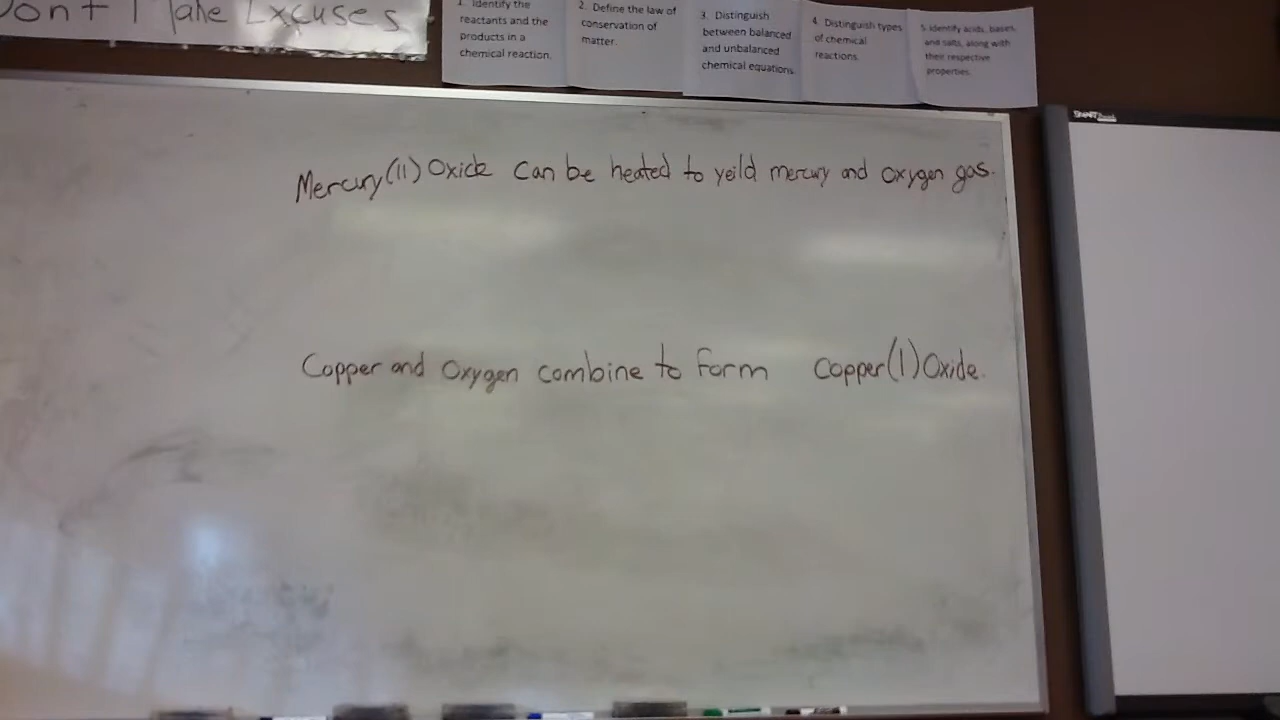 Don't Make Excuses
1. Identify the
reactants and the
products in a
chemical reaction.
2. Define the law of
conservation of
matter.
3. Distinguish
between balanced
and unbalanced
chemical equations
4. Distinguish types
of chemical
reactions.
5. Identify acids, bases,
and salts, along with
their respective
properties.
SMART
Mercury(II) Oxide can be heated to yeild mercury and oxygen gas.
Copper and Oxygen combine to form Copper(I) Oxide.